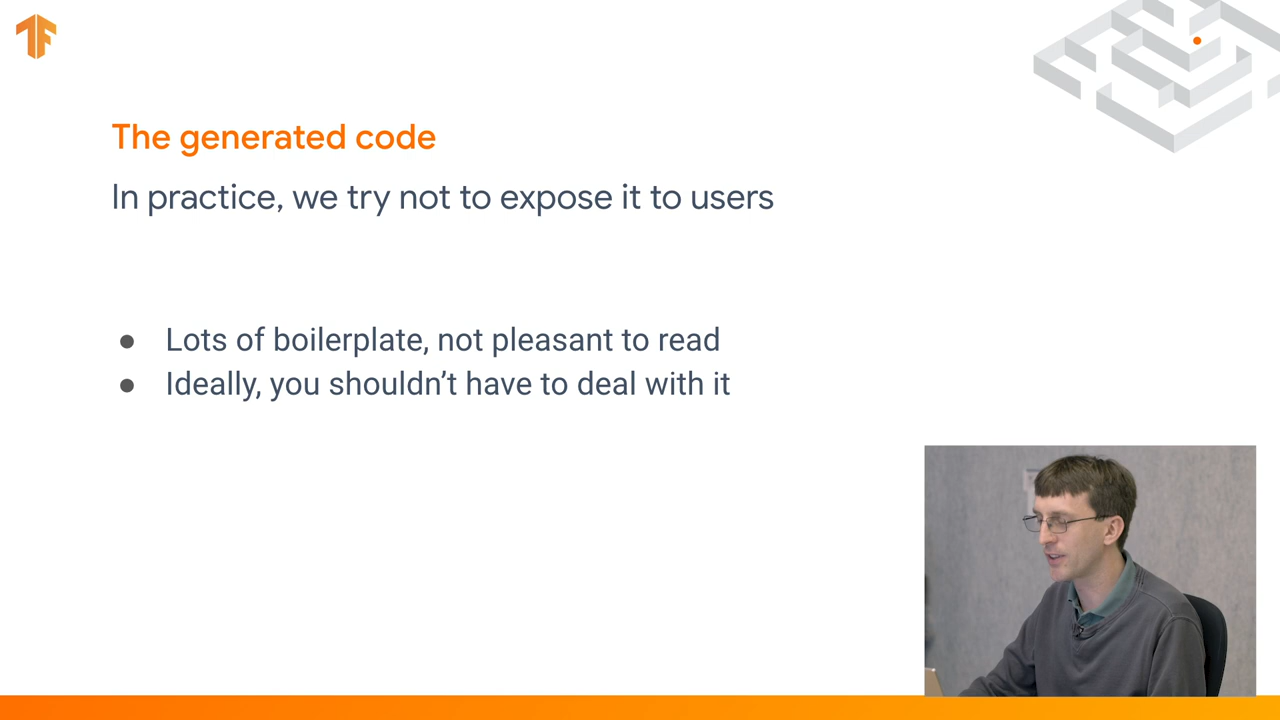 The generated code
In practice, we try not to expose it to users
● Lots of boilerplate, not pleasant to read
● Ideally, you shouldn’t have to deal with it